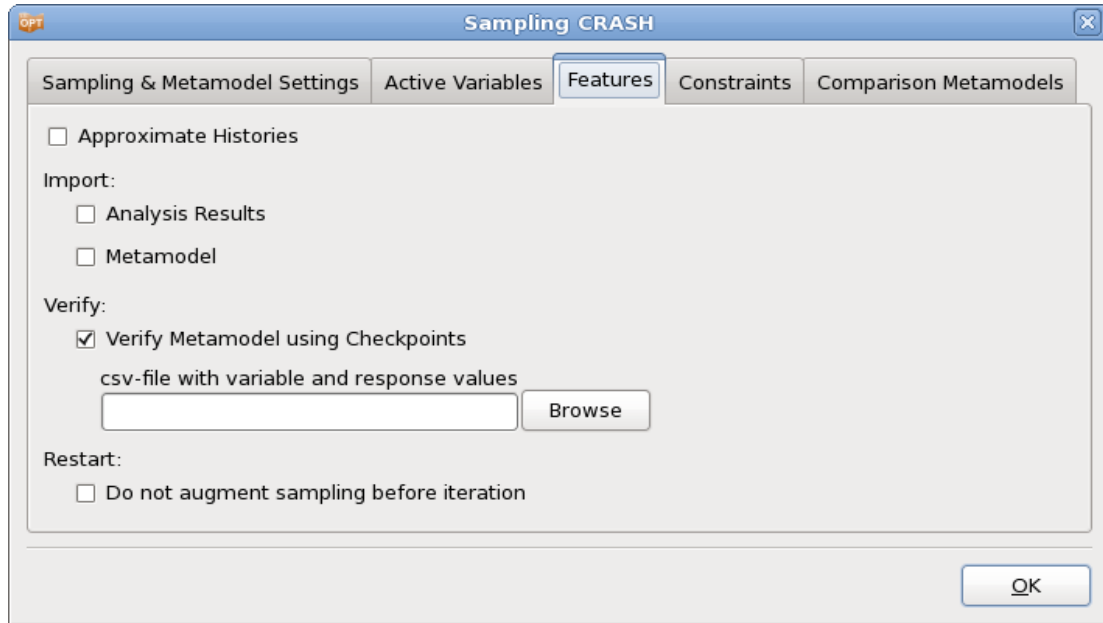 OPT
Sampling CRASH
Sampling & Metamodel Settings Active Variables Features Constraints Comparison Metamodels
Approximate Histories
Import:
Analysis Results
Metamodel
Verify:
Verify Metamodel using Checkpoints
csv-file with variable and response values
Browse
Restart:
Do not augment sampling before iteration
OK